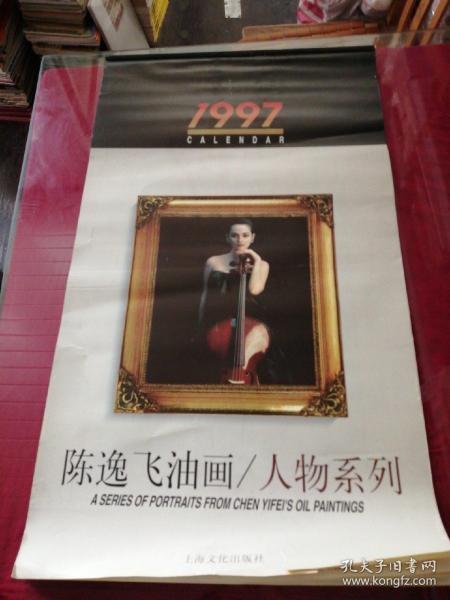 1997
CALENDAR
陈逸飞油画/人物系列
A SERIES OF PORTRAITS FROM CHEN YIFEI'S OIL PAINTINGS
上海文化出版社
孔夫子旧书网
www.kongfz.com